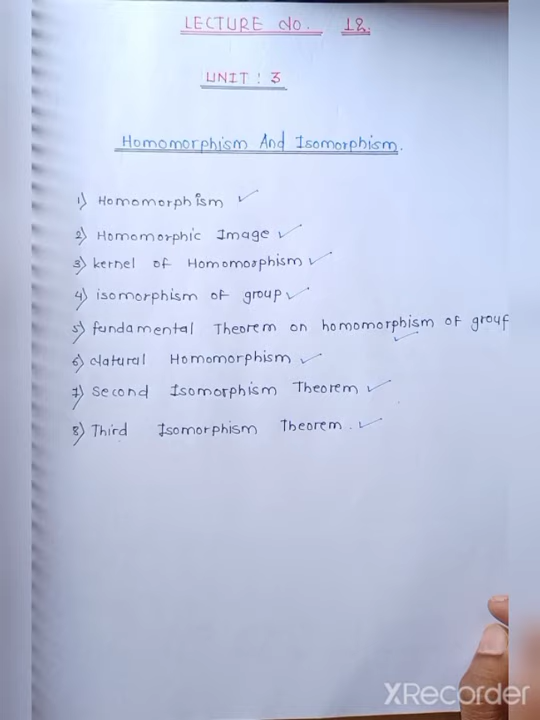 LECTURE No. 12.
UNIT : 3
Homomorphism And Isomorphism.
1) Homomorphism ✓
2) Homomorphic Image ✓
3) kernel of Homomorphism ✓
4) isomorphism of group ✓
5) fundamental Theorem on homomorphism of group ✓
6) Natural Homomorphism ✓
7) Second Isomorphism Theorem ✓
8) Third Isomorphism Theorem. ✓
XRecorder